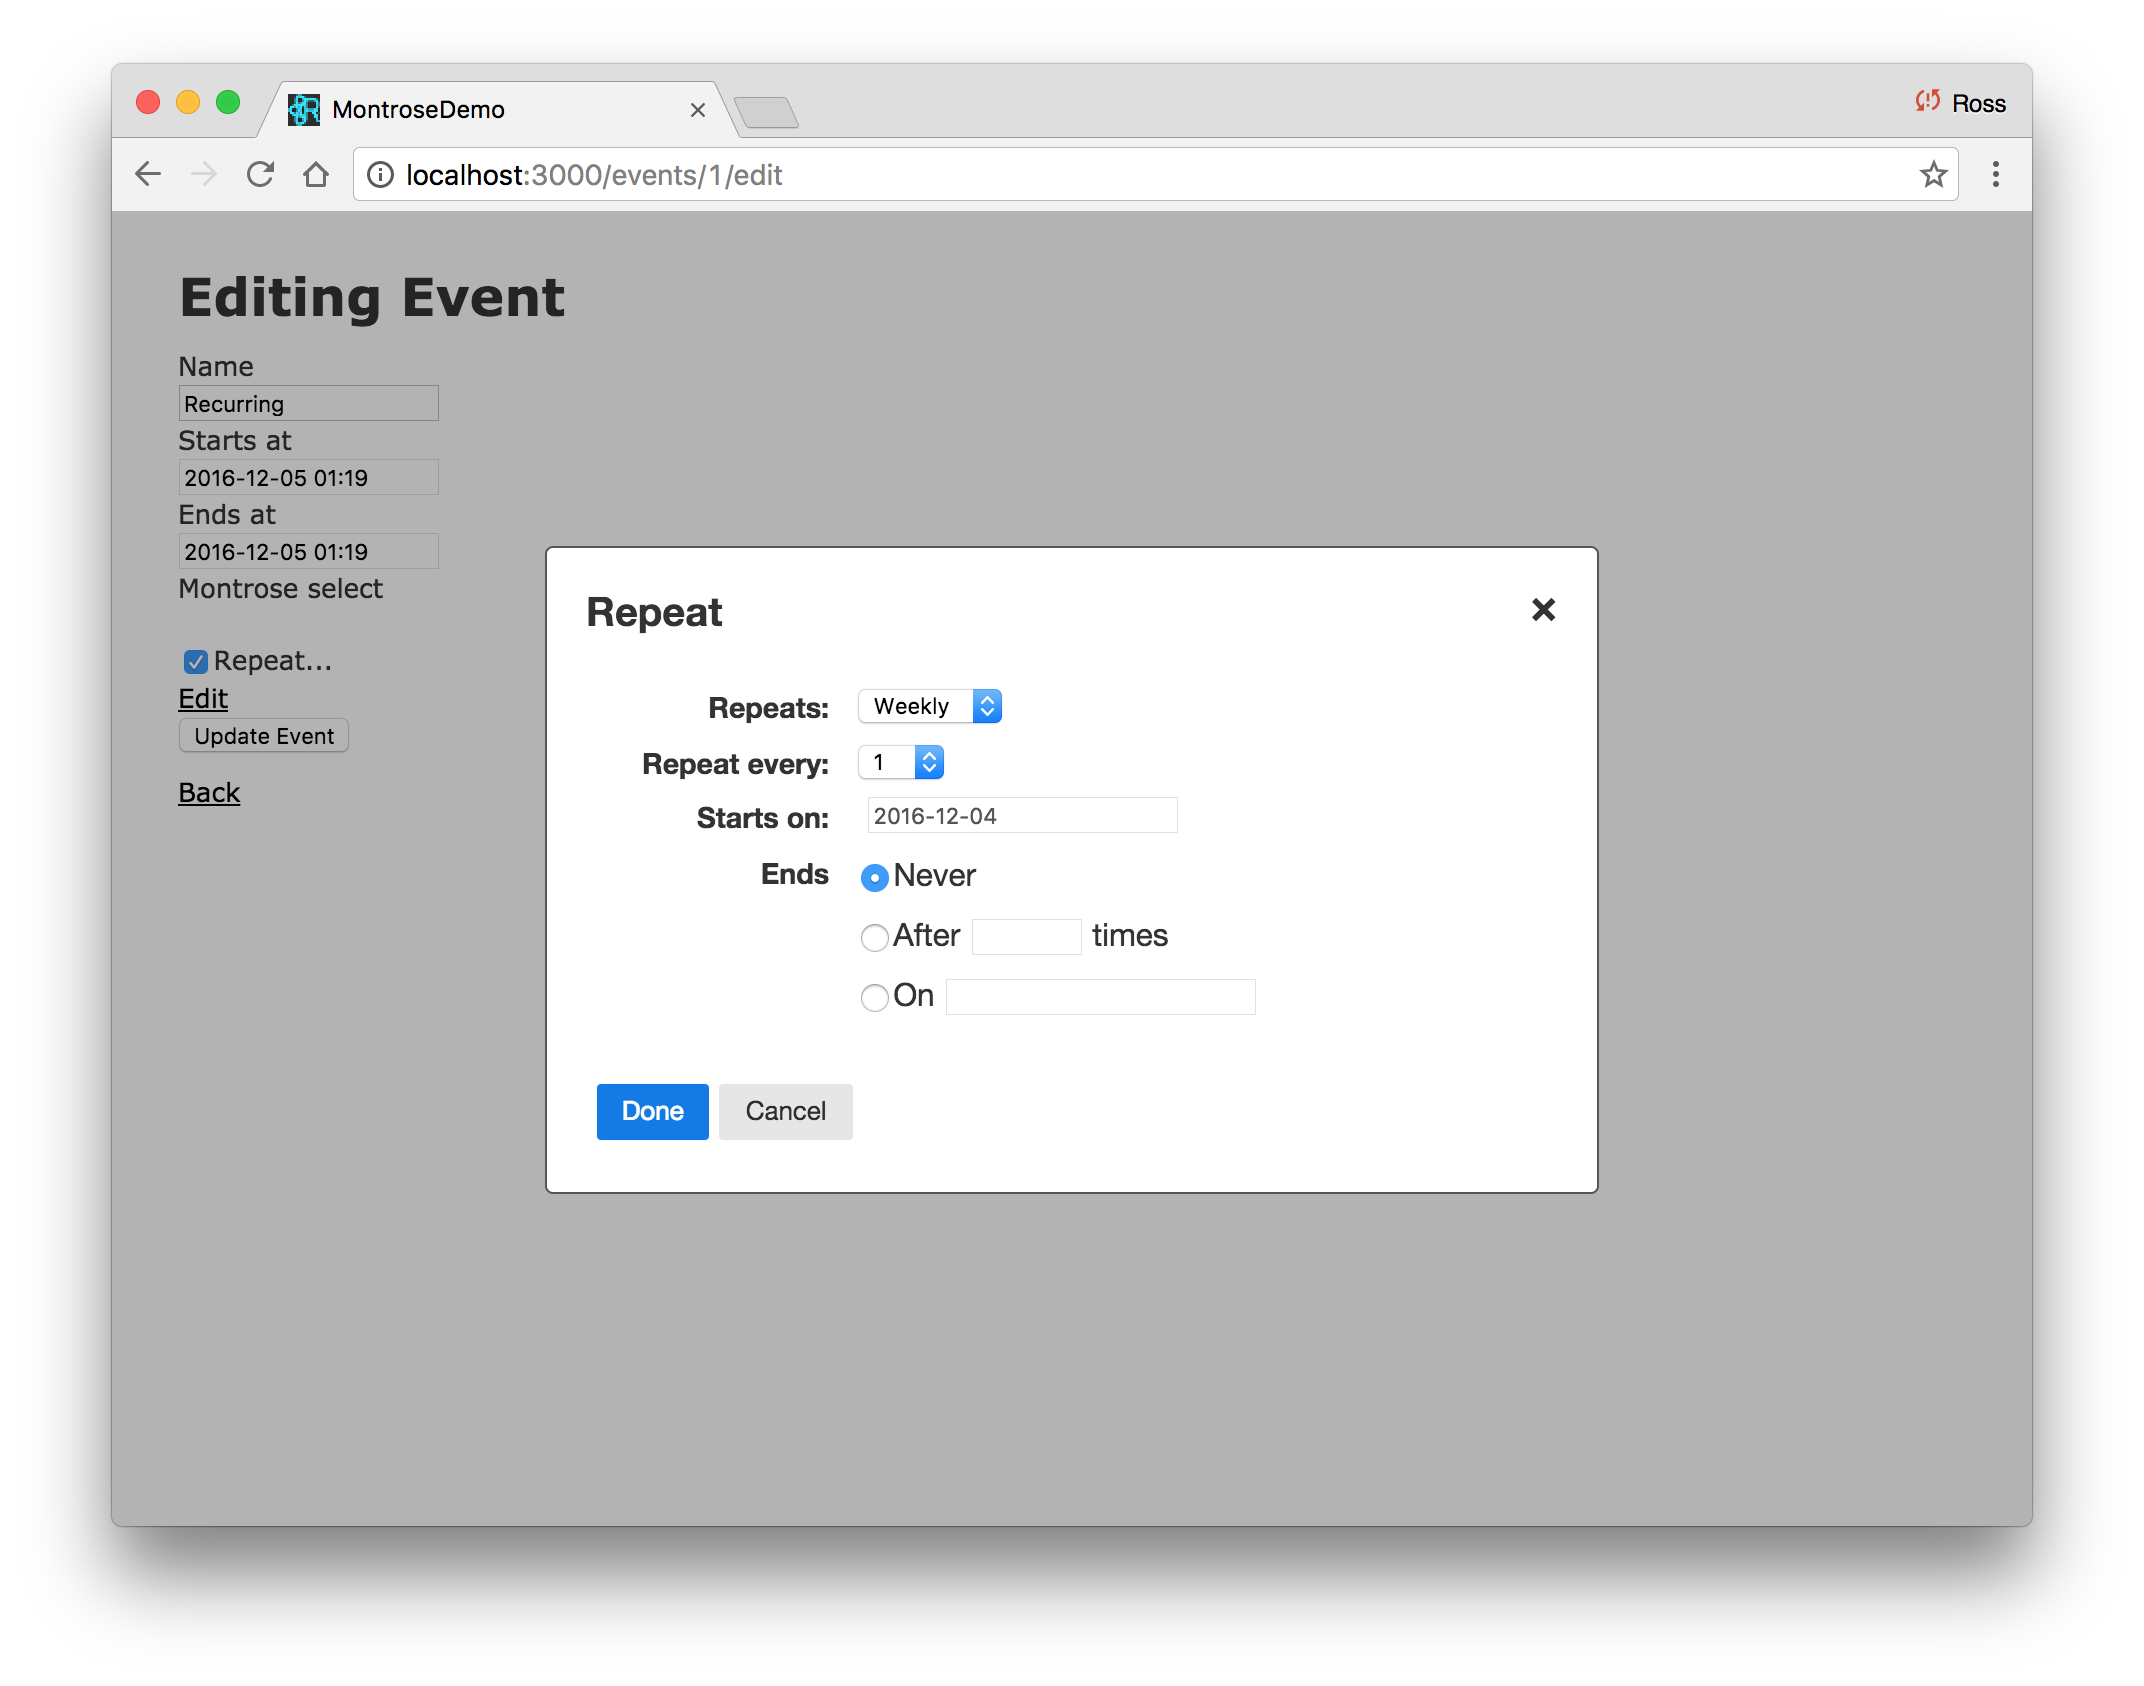 MontroseDemo
Ross
localhost:3000/events/1/edit
Editing Event
Name
Recurring
Starts at
2016-12-05 01:19
Ends at
2016-12-05 01:19
Montrose select
Repeat...
Edit
Update Event
Back
Repeat
Repeats: Weekly
Repeat every: 1
Starts on: 2016-12-04
Ends Never
After times
On
Done Cancel